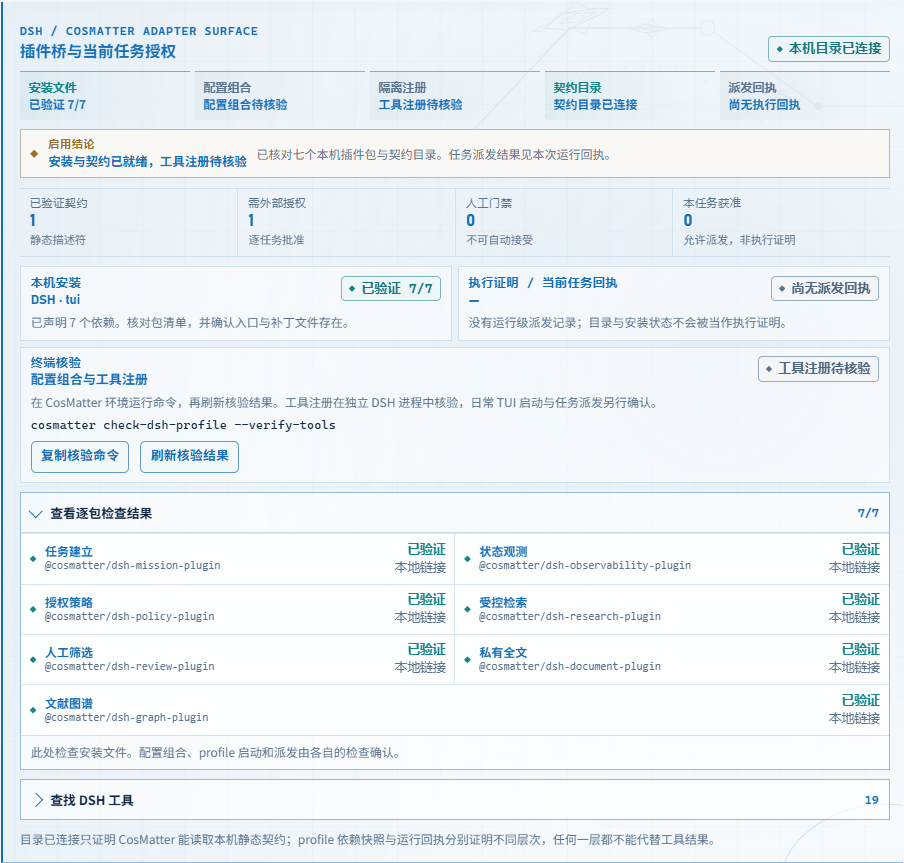 DSH / COSMATTER ADAPTER SURFACE
插件桥与当前任务授权
本机目录已连接
安装文件
已验证 7/7
配置组合
配置组合待核验
隔离注册
工具注册待核验
契约目录
契约目录已连接
派发回执
尚无执行回执
启用结论
安装与契约已就绪，工具注册待核验
已核对七个本机插件包与契约目录。任务派发结果见本次运行回执。
已验证契约
1
静态描述符
需外部授权
1
逐任务批准
人工门禁
0
不可自动接受
本任务获准
0
允许派发，非执行证明
本机安装
DSH · tui
已验证 7/7
已声明 7 个依赖。核对包清单，并确认入口与补丁文件存在。
执行证明 / 当前任务回执
—
尚无派发回执
没有运行级派发记录；目录与安装状态不会被当作执行证明。
终端核验
配置组合与工具注册
工具注册待核验
在 CosMatter 环境运行命令，再刷新核验结果。工具注册在独立 DSH 进程中核验，日常 TUI 启动与任务派发另行确认。
cosmatter check-dsh-profile --verify-tools
复制核验命令
刷新核验结果
查看逐包检查结果
7/7
任务建立
@cosmatter/dsh-mission-plugin
已验证
本地链接
状态观测
@cosmatter/dsh-observability-plugin
已验证
本地链接
授权策略
@cosmatter/dsh-policy-plugin
已验证
本地链接
受控检索
@cosmatter/dsh-research-plugin
已验证
本地链接
人工筛选
@cosmatter/dsh-review-plugin
已验证
本地链接
私有全文
@cosmatter/dsh-document-plugin
已验证
本地链接
文献图谱
@cosmatter/dsh-graph-plugin
已验证
本地链接
此处检查安装文件。配置组合、profile 启动和派发由各自的检查确认。
查找 DSH 工具
19
目录已连接只证明 CosMatter 能读取本机静态契约；profile 依赖快照与运行回执分别证明不同层次，任何一层都不能代替工具结果。